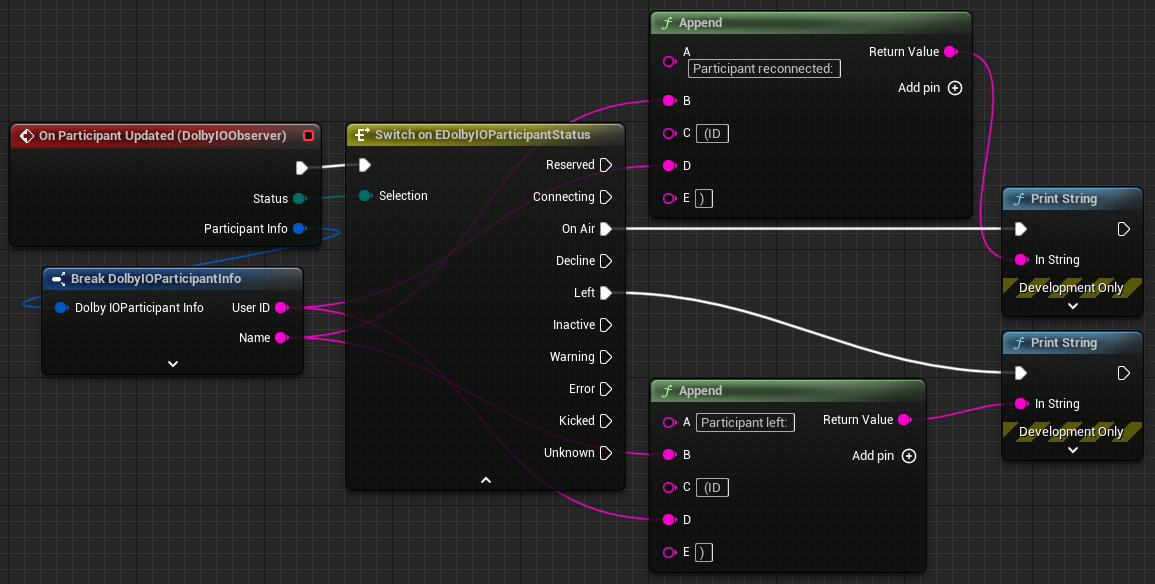 On Participant Updated (DolbyIOObserver)
Status
Participant Info
Break DolbyIOParticipantInfo
Dolby IOParticipant Info
User ID
Name
Switch on EDolbyIOParticipantStatus
Selection
Reserved
Connecting
On Air
Decline
Left
Inactive
Warning
Error
Kicked
Unknown
f Append
A
Participant reconnected:
Return Value
Add pin
B
C (ID
D
E )
f Append
A Participant left:
Return Value
Add pin
B
C (ID
D
E )
f Print String
In String
Development Only
f Print String
In String
Development Only